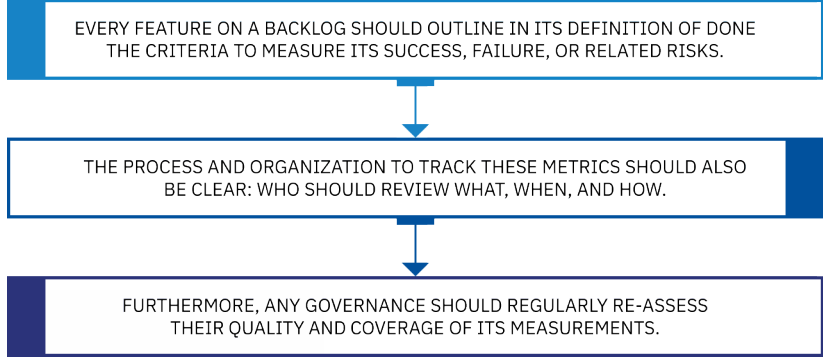 EVERY FEATURE ON A BACKLOG SHOULD OUTLINE IN ITS DEFINITION OF DONE
THE CRITERIA TO MEASURE ITS SUCCESS, FAILURE, OR RELATED RISKS.
THE PROCESS AND ORGANIZATION TO TRACK THESE METRICS SHOULD ALSO
BE CLEAR: WHO SHOULD REVIEW WHAT, WHEN, AND HOW.
FURTHERMORE, ANY GOVERNANCE SHOULD REGULARLY RE-ASSESS
THEIR QUALITY AND COVERAGE OF ITS MEASUREMENTS.